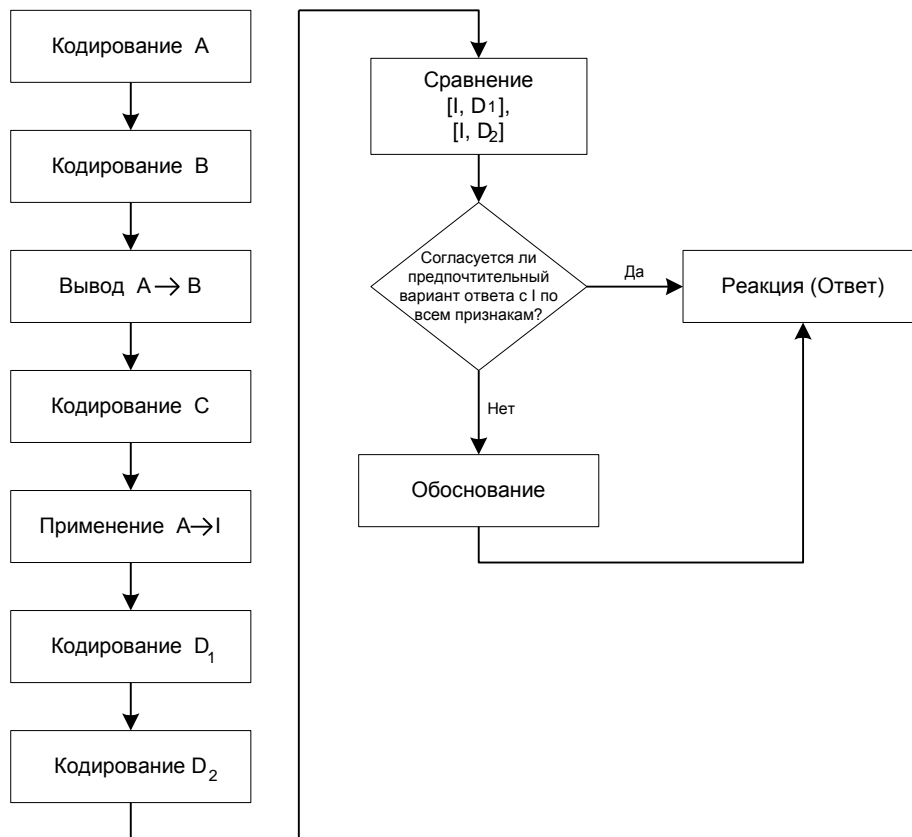 Кодирование A
Кодирование B
Вывод A → B
Кодирование C
Применение A→I
Кодирование D₁
Кодирование D₂
Сравнение
[I, D1],
[I, D₂]
Согласуется ли
предпочтительный
вариант ответа с I по
всем признакам?
Да
Реакция (Ответ)
Нет
Обоснование